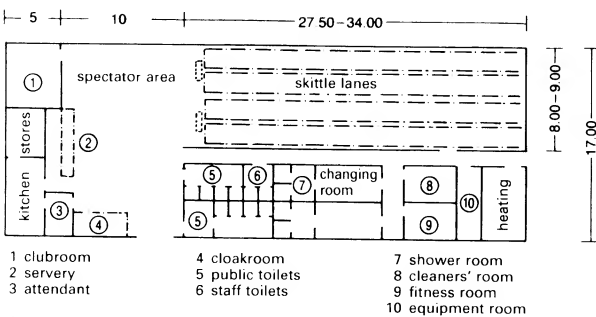 5
10
27 50-34.00
1
spectator area
skittle lanes
8.00-9.00
17.00
stores
2
kitchen
3
4
5
6
7
changing
room
8
10
heating
5
9
1 clubroom
2 servery
3 attendant
4 cloakroom
5 public toilets
6 staff toilets
7 shower room
8 cleaners' room
9 fitness room
10 equipment room